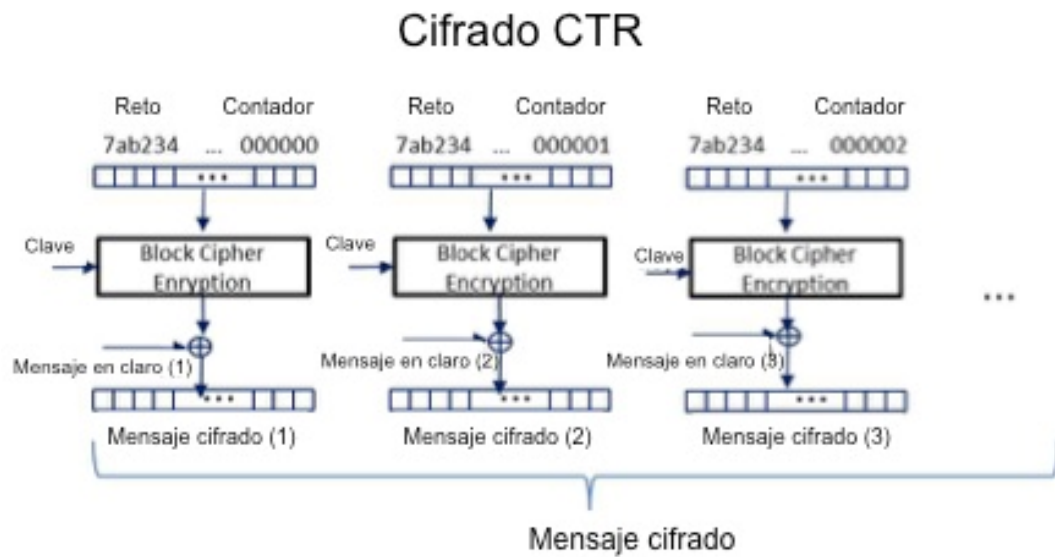 Cifrado CTR
Reto Contador
7ab234 ... 000000
Clave
Block Cipher
Enryption
Mensaje en claro (1)
Mensaje cifrado (1)
Reto Contador
7ab234 ... 000001
Clave
Block Cipher
Encryption
Mensaje en claro (2)
Mensaje cifrado (2)
Reto Contador
7ab234 ... 000002
Clave
Block Cipher
Encryption
Mensaje en claro (3)
Mensaje cifrado (3)
...
Mensaje cifrado